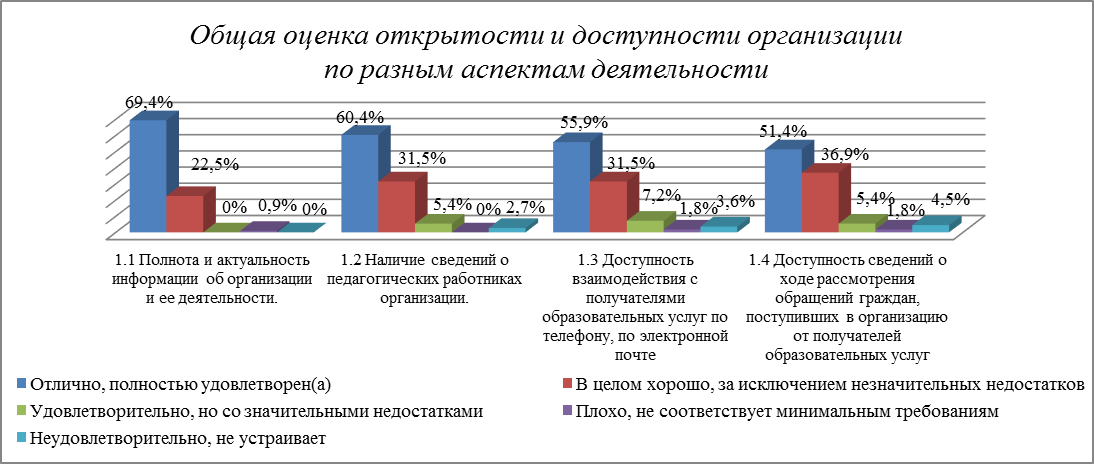 Общая оценка открытости и доступности организации
по разным аспектам деятельности
69,4%
22,5%
0%
0,9%
0%
60,4%
31,5%
5,4%
0%
2,7%
55,9%
31,5%
7,2%
1,8%
3,6%
51,4%
36,9%
5,4%
1,8%
4,5%
1.1 Полнота и актуальность
информации об организации
и ее деятельности.
1.2 Наличие сведений о
педагогических работниках
организации.
1.3 Доступность
взаимодействия с
получателями
образовательных услуг по
телефону, по электронной
почте
1.4 Доступность сведений о
ходе рассмотрения
обращений граждан,
поступивших в организацию
от получателей
образовательных услуг
Отлично, полностью удовлетворен(а)
В целом хорошо, за исключением незначительных недостатков
Удовлетворительно, но со значительными недостатками
Плохо, не соответствует минимальным требованиям
Неудовлетворительно, не устраивает